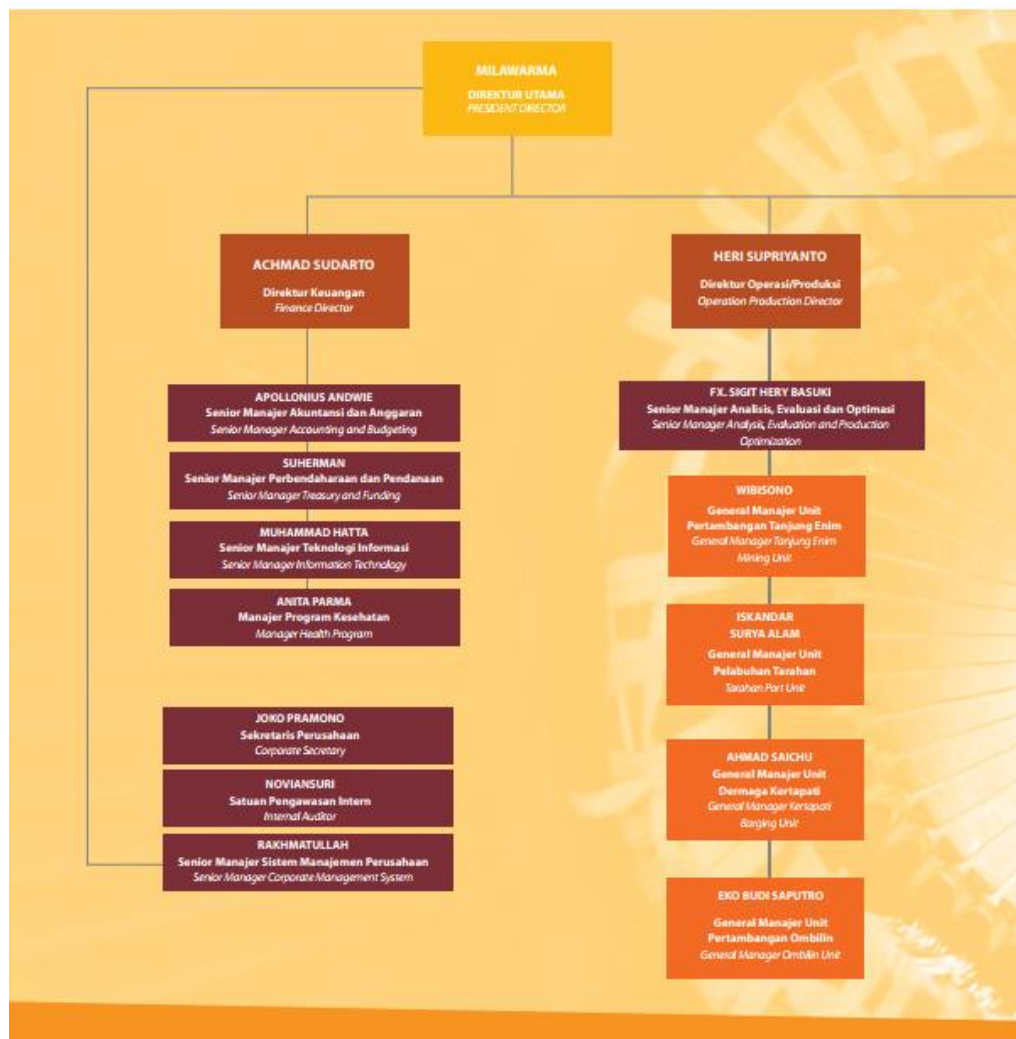 MILAWARMA
DIREKTUR UTAMA
PRESIDENT DIRECTOR
ACHMAD SUDARTO
Direktur Keuangan
Finance Director
APOLLONIUS ANDWIE
Senior Manajer Akuntansi dan Anggaran
Senior Manager Accounting and Budgeting
SUHERMAN
Senior Manajer Perbendaharaan dan Pendanaan
Senior Manager Treasury and Funding
MUHAMMAD HATTA
Senior Manajer Teknologi Informasi
Senior Manager Information Technology
ANITA PARMA
Manajer Program Kesehatan
Manager Health Program
JOKO PRAMONO
Sekretaris Perusahaan
Corporate Secretary
NOVIANSURI
Satuan Pengawasan Intern
Internal Auditor
RAKHMATULLAH
Senior Manajer Sistem Manajemen Perusahaan
Senior Manager Corporate Management System
HERI SUPRIYANTO
Direktur Operasi/Produksi
Operation Production Director
FX. SIGIT HERY BASUKI
Senior Manajer Analisis, Evaluasi dan Optimasi
Senior Manager Analysis, Evaluation and Production
Optimization
WIBISONO
General Manajer Unit
Pertambangan Tanjung Enim
General Manager Tanjung Enim
Mining Unit
ISKANDAR
SURYA ALAM
General Manajer Unit
Pelabuhan Tarahan
Tarahan Port Unit
AHMAD SAICHU
General Manajer Unit
Dermaga Kertapati
General Manager Kertapati
Barging Unit
EKO BUDI SAPUTRO
General Manajer Unit
Pertambangan Ombilin
General Manager Ombilin Unit